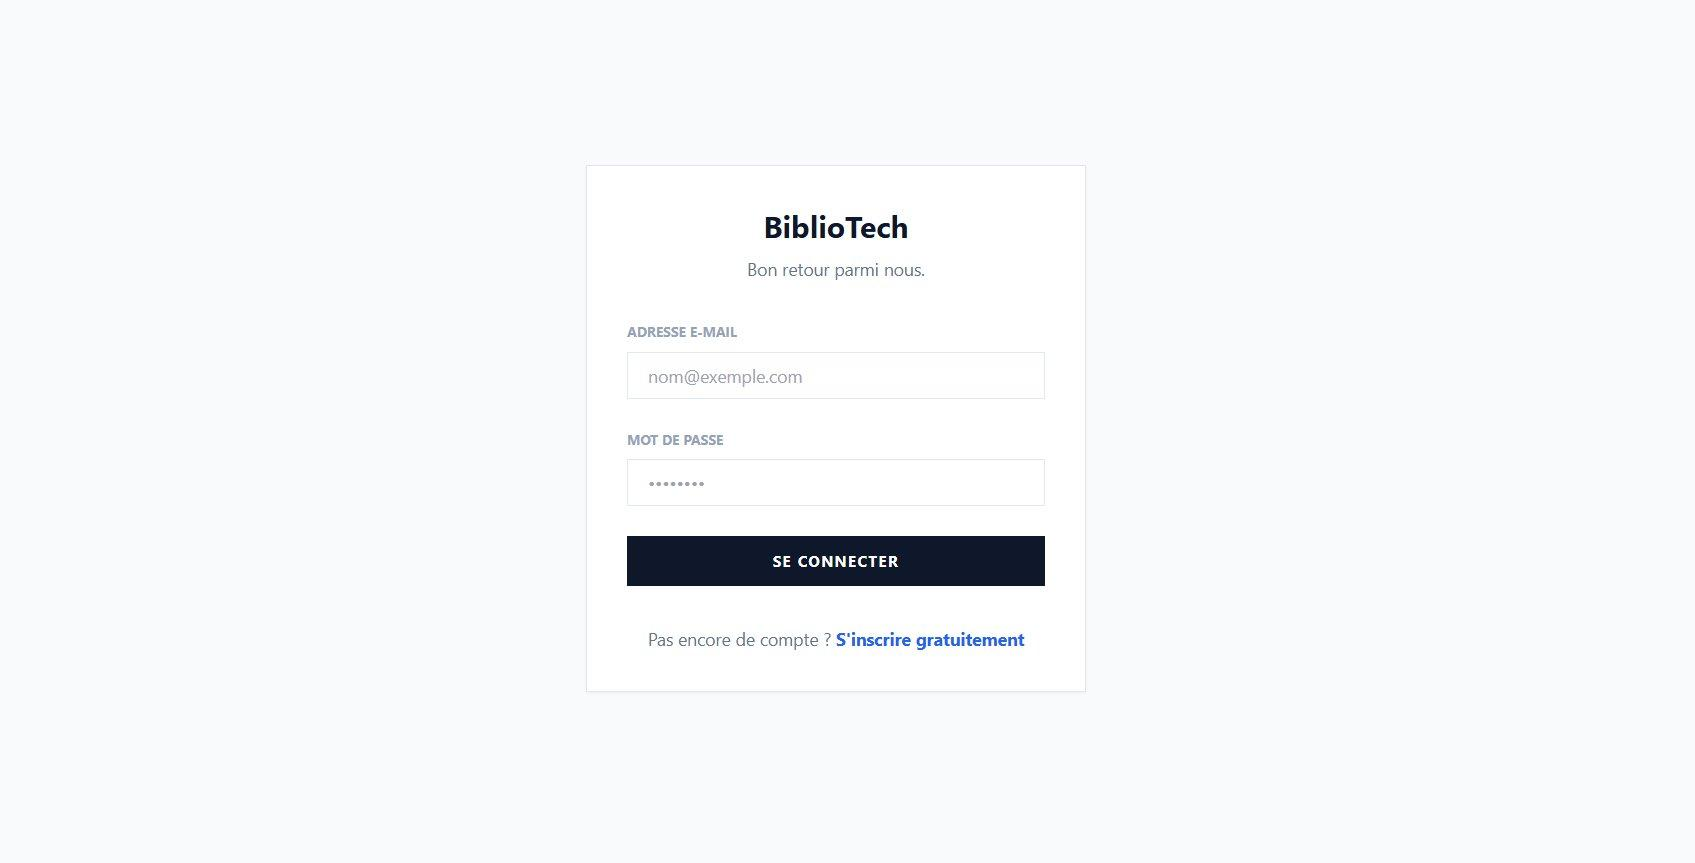 BiblioTech
Bon retour parmi nous.
ADRESSE E-MAIL
nom@exemple.com
MOT DE PASSE
••••••••
SE CONNECTER
Pas encore de compte ? S'inscrire gratuitement